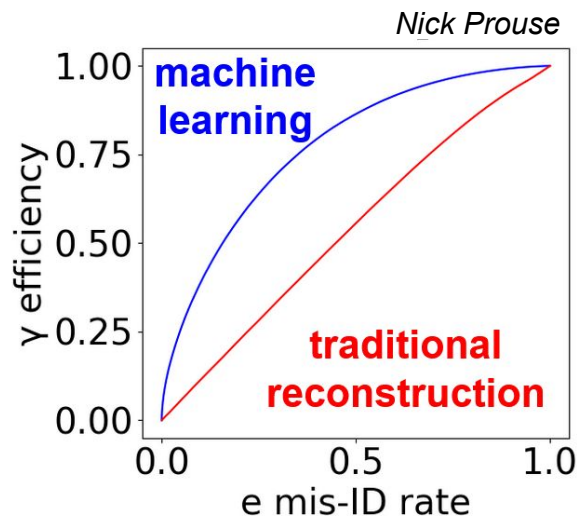 Nick Prouse
1.00
machine
learning
0.75
γ efficiency
0.50
0.25
traditional
reconstruction
0.00
0.0
0.5
1.0
e mis-ID rate